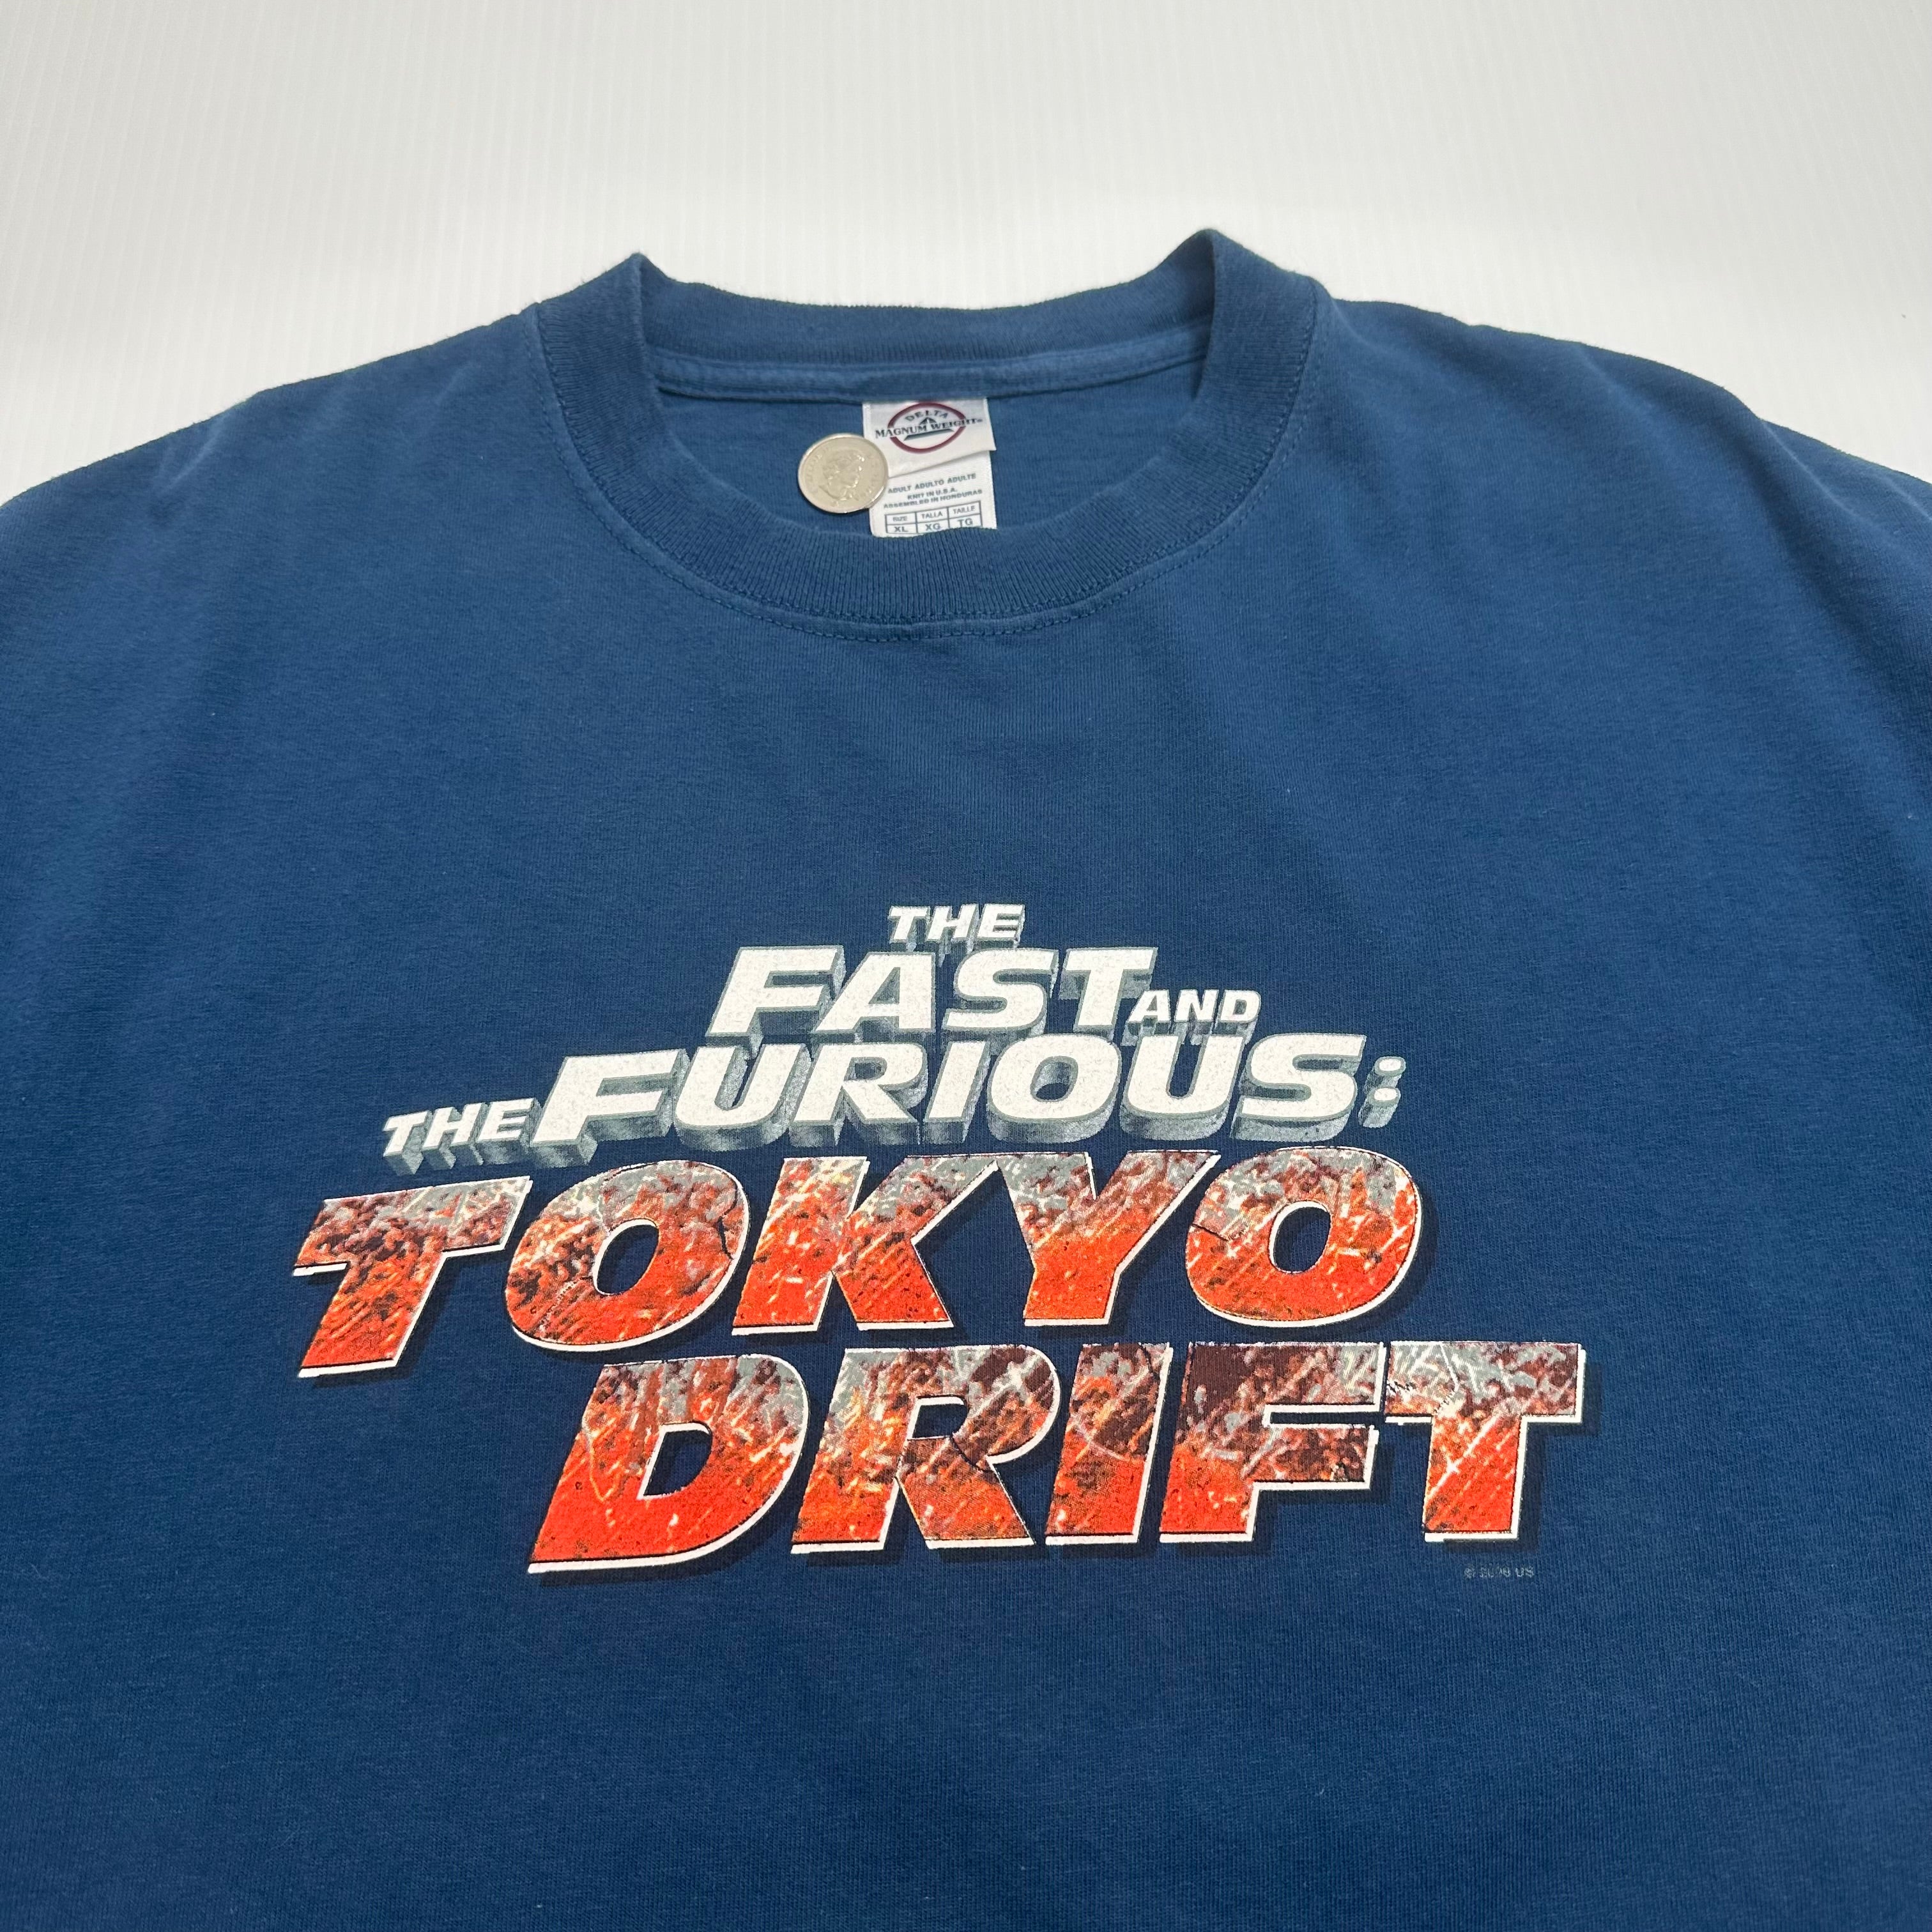 DELTA
MAGNUM WEIGHT
ADULT ADULTO ADULTE
KNIT IN U.S.A.
ASSEMBLED IN HONDURAS
SIZE TALLA TAILLE
XL XG TG
THE
FAST AND
THE FURIOUS:
TOKYO
DRIFT
© US